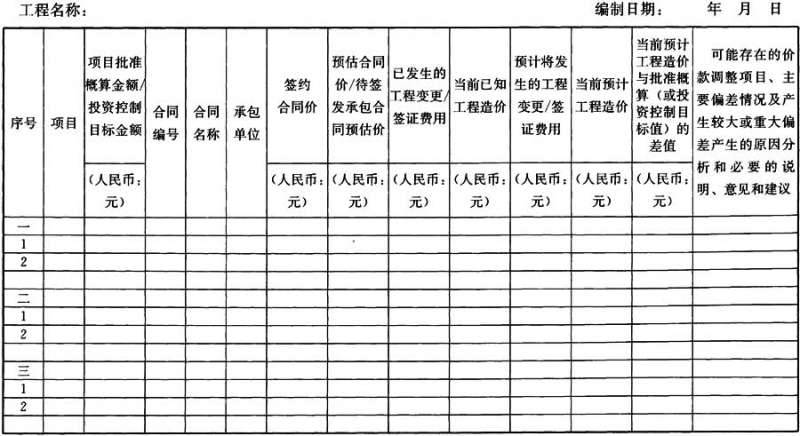 工程名称： 编制日期： 年 月 日
序号
项目
项目批准
概算金额/
投资控制
目标金额
（人民币：
元）
合同
编号
合同
名称
承包
单位
签约
合同价
（人民币：
元）
预估合同
价/待签
发承包合
同预估价
（人民币：
元）
已发生的
工程变更/
签证费用
（人民币：
元）
当前已知
工程造价
（人民币：
元）
预计将发
生的工程
变更/签
证费用
（人民币：
元）
当前预计
工程造价
（人民币：
元）
当前预计
工程造价
与批准概
算（或投
资控制目
标值）的
差值
（人民币：
元）
可能存在的价
款调整项目、主
要偏差情况及产
生较大或重大偏
差产生的原因分
析和必要的说
明、意见和建议
一
1
2
二
1
2
三
1
2